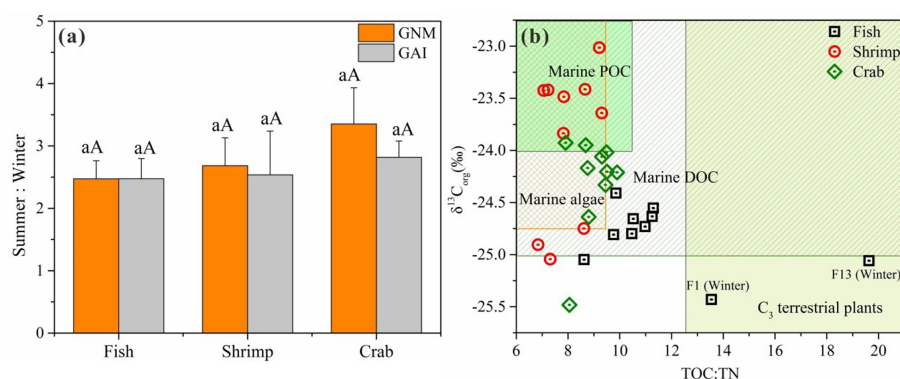 (a)
GNM
GAI
Summer : Winter
5
4
3
2
1
0
aA
aA
aA
aA
aA
aA
Fish
Shrimp
Crab
(b)
Fish
Shrimp
Crab
δ¹³C_org(‰)
-23.0
-23.5
-24.0
-24.5
-25.0
-25.5
Marine POC
Marine DOC
Marine algae
F13 (Winter)
F1 (Winter)
C₃ terrestrial plants
6
8
10
12
14
16
18
20
TOC:TN